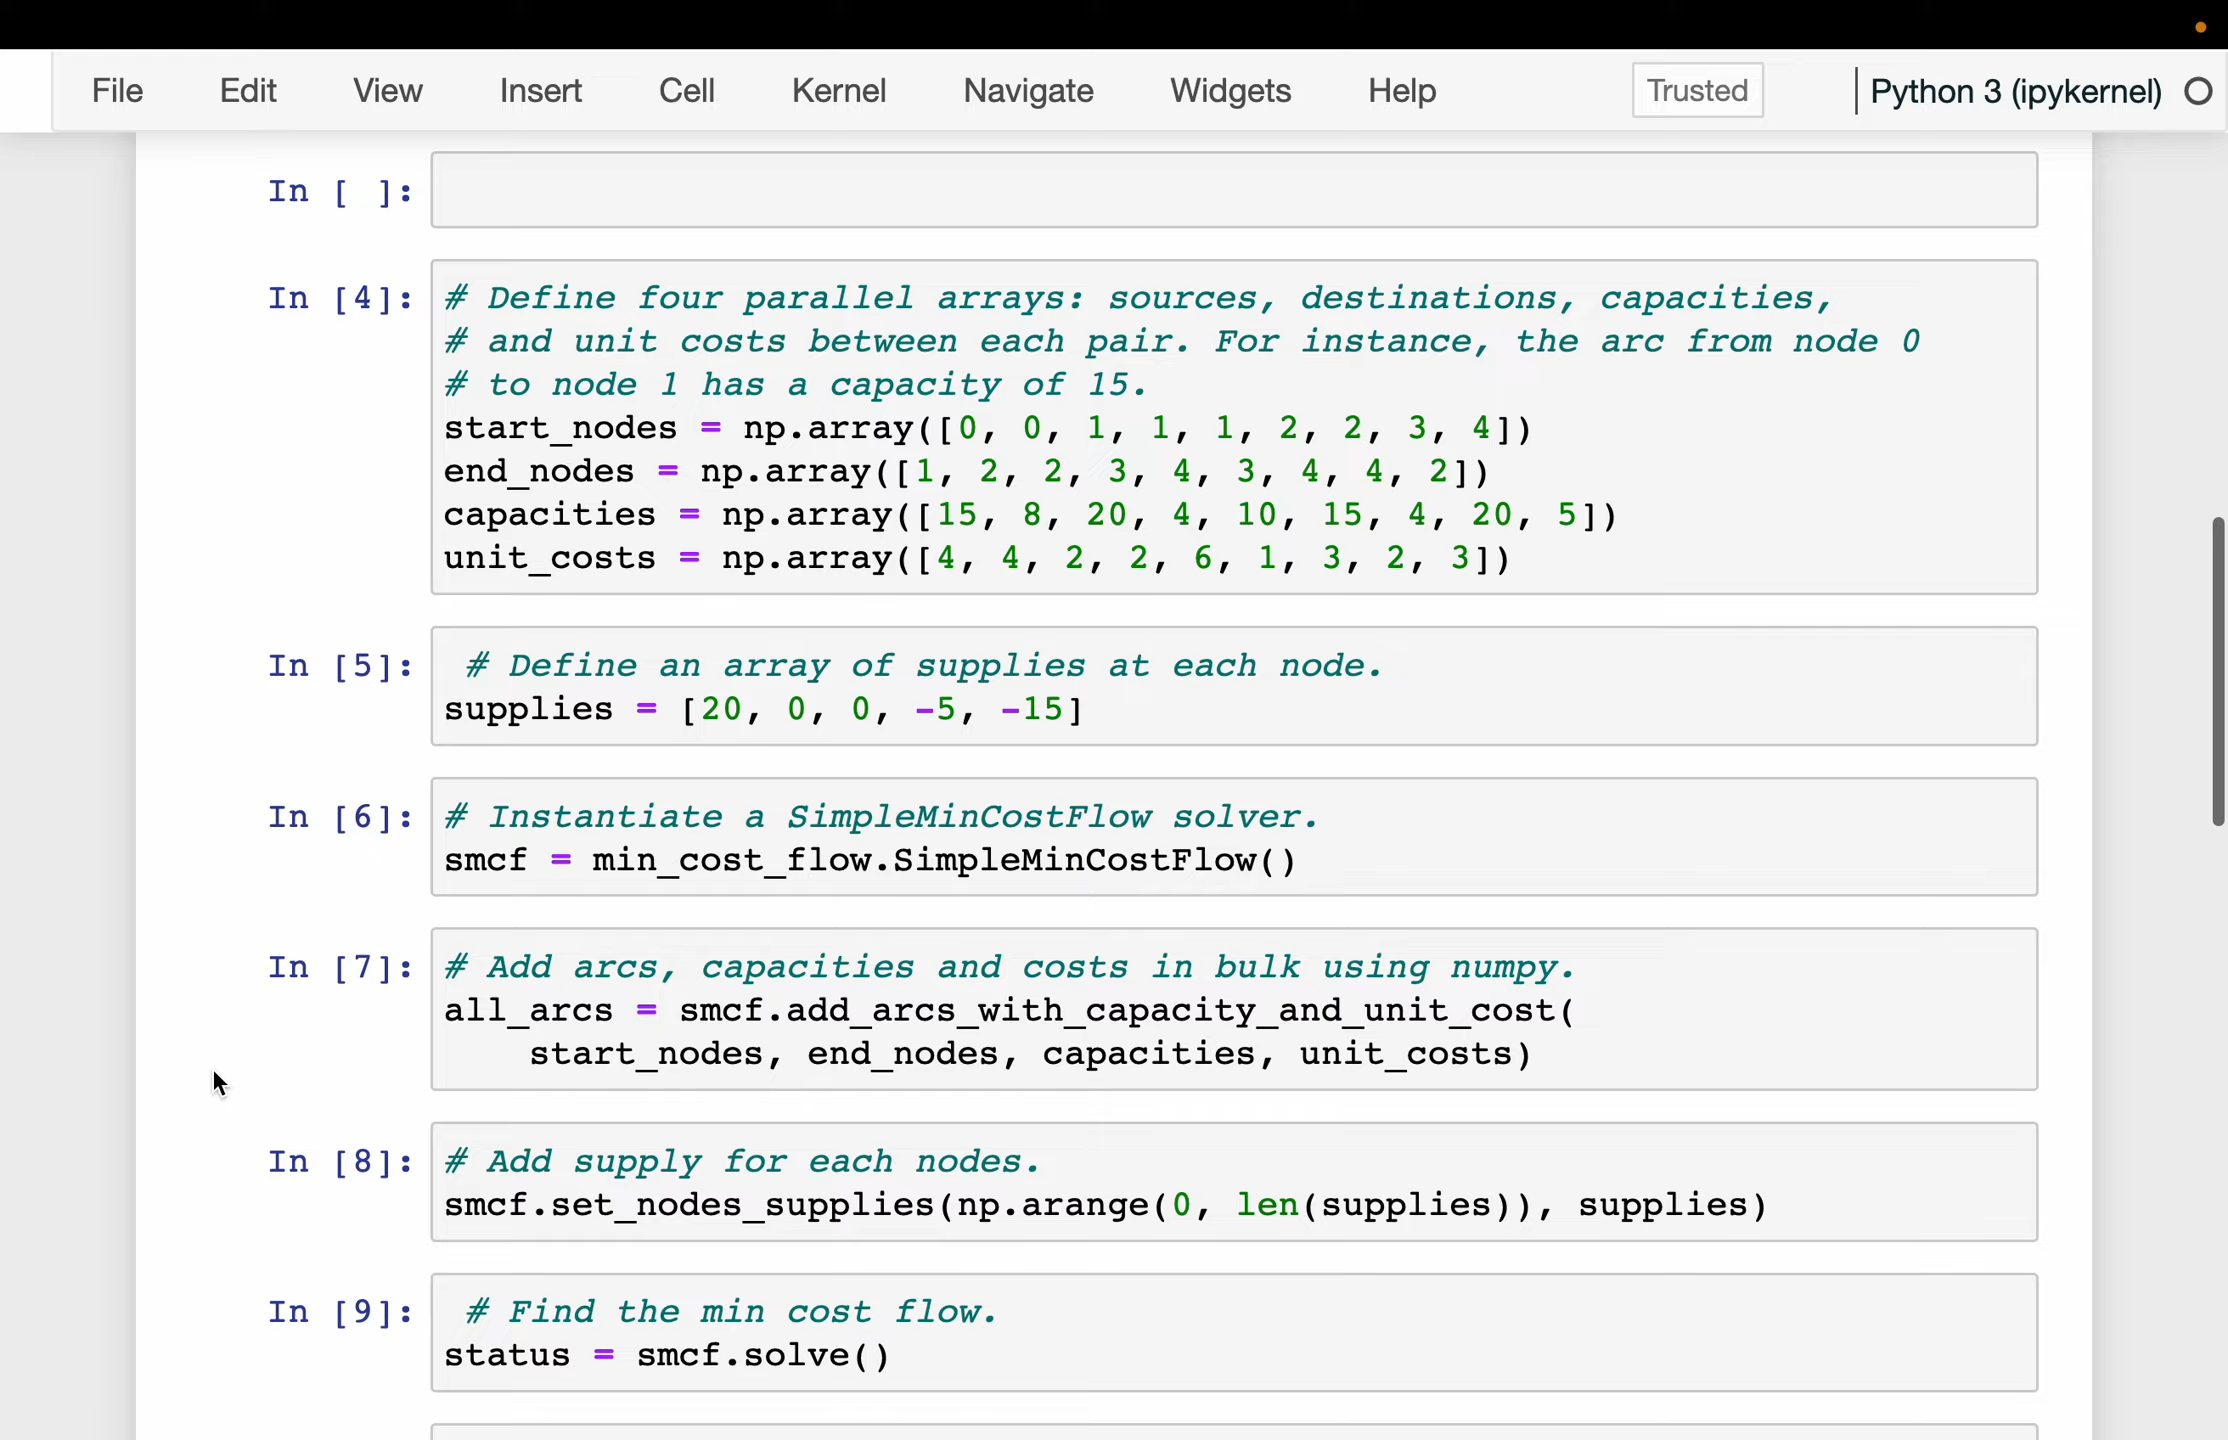 File Edit View Insert Cell Kernel Navigate Widgets Help Trusted Python 3 (ipykernel)
In [ ]:
In [4]: # Define four parallel arrays: sources, destinations, capacities,
# and unit costs between each pair. For instance, the arc from node 0
# to node 1 has a capacity of 15.
start_nodes = np.array([0, 0, 1, 1, 1, 2, 2, 3, 4])
end_nodes = np.array([1, 2, 2, 3, 4, 3, 4, 4, 2])
capacities = np.array([15, 8, 20, 4, 10, 15, 4, 20, 5])
unit_costs = np.array([4, 4, 2, 2, 6, 1, 3, 2, 3])
In [5]: # Define an array of supplies at each node.
supplies = [20, 0, 0, -5, -15]
In [6]: # Instantiate a SimpleMinCostFlow solver.
smcf = min_cost_flow.SimpleMinCostFlow()
In [7]: # Add arcs, capacities and costs in bulk using numpy.
all_arcs = smcf.add_arcs_with_capacity_and_unit_cost(
start_nodes, end_nodes, capacities, unit_costs)
In [8]: # Add supply for each nodes.
smcf.set_nodes_supplies(np.arange(0, len(supplies)), supplies)
In [9]: # Find the min cost flow.
status = smcf.solve()